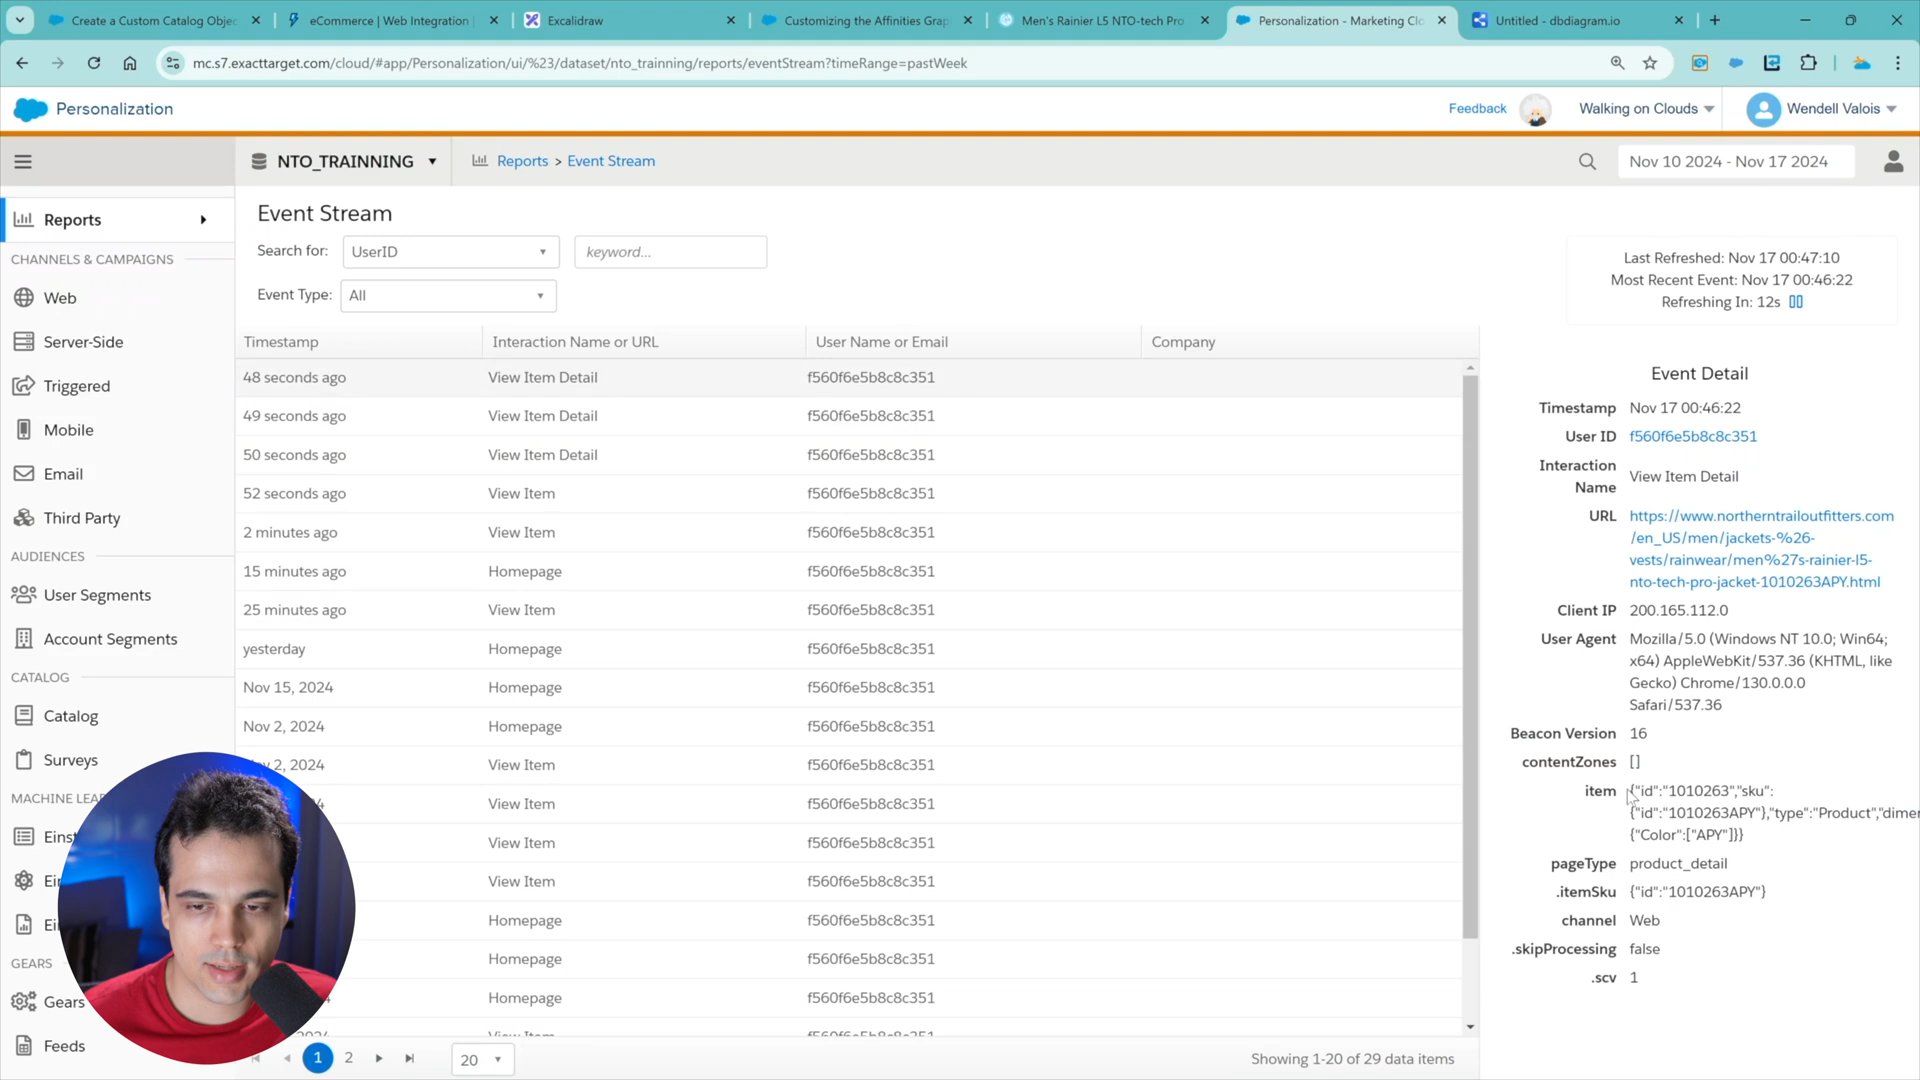 Create a Custom Catalog Objec
eCommerce | Web Integration
Excalidraw
Customizing the Affinities Grap
Men's Rainier L5 NTO-tech Pro
Personalization - Marketing Clo
Untitled - dbdiagram.io
mc.s7.exacttarget.com/cloud/#app/Personalization/ui/%23/dataset/nto_trainning/reports/eventStream?timeRange=pastWeek
Personalization
Feedback
Walking on Clouds
Wendell Valois
NTO_TRAINNING
Reports > Event Stream
Nov 10 2024 - Nov 17 2024
Reports
CHANNELS & CAMPAIGNS
Web
Server-Side
Triggered
Mobile
Email
Third Party
AUDIENCES
User Segments
Account Segments
CATALOG
Catalog
Surveys
MACHINE LEA
Einst
Ei
Ei
GEARS
Gears
Feeds
Event Stream
Search for:
UserID
keyword...
Event Type:
All
Last Refreshed: Nov 17 00:47:10
Most Recent Event: Nov 17 00:46:22
Refreshing In: 12s
Timestamp Interaction Name or URL User Name or Email Company
48 seconds ago View Item Detail f560f6e5b8c8c351
49 seconds ago View Item Detail f560f6e5b8c8c351
50 seconds ago View Item Detail f560f6e5b8c8c351
52 seconds ago View Item f560f6e5b8c8c351
2 minutes ago View Item f560f6e5b8c8c351
15 minutes ago Homepage f560f6e5b8c8c351
25 minutes ago View Item f560f6e5b8c8c351
yesterday Homepage f560f6e5b8c8c351
Nov 15, 2024 Homepage f560f6e5b8c8c351
Nov 2, 2024 Homepage f560f6e5b8c8c351
2, 2024 View Item f560f6e5b8c8c351
4 View Item f560f6e5b8c8c351
View Item f560f6e5b8c8c351
View Item f560f6e5b8c8c351
Homepage f560f6e5b8c8c351
Homepage f560f6e5b8c8c351
Homepage f560f6e5b8c8c351
2024 View Item f560f6e5b8c8c351
1 2
20
Showing 1-20 of 29 data items
Event Detail
Timestamp Nov 17 00:46:22
User ID f560f6e5b8c8c351
Interaction Name View Item Detail
URL https://www.northerntrailoutfitters.com
/en_US/men/jackets-%26-
vests/rainwear/men%27s-rainier-l5-
nto-tech-pro-jacket-1010263APY.html
Client IP 200.165.112.0
User Agent Mozilla/5.0 (Windows NT 10.0; Win64;
x64) AppleWebKit/537.36 (KHTML, like
Gecko) Chrome/130.0.0.0
Safari/537.36
Beacon Version 16
contentZones []
item {"id":"1010263","sku":
{"id":"1010263APY"},"type":"Product","dimer
{"Color":["APY"]}}
pageType product_detail
.itemSku {"id":"1010263APY"}
channel Web
.skipProcessing false
.scv 1